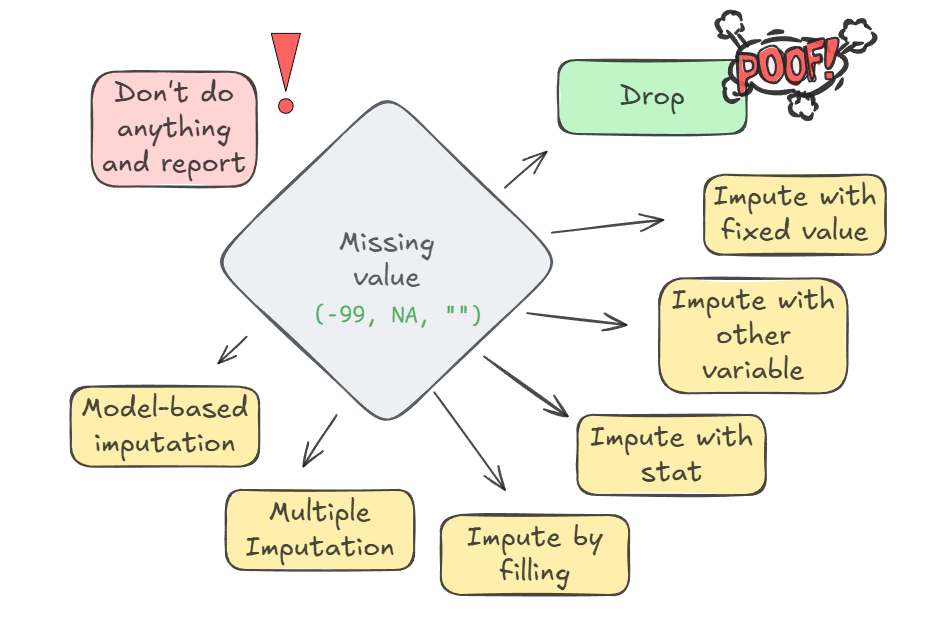 Don't do
anything
and report
Drop
POOF!
Impute with
fixed value
Missing
value
(-99, NA, "")
Impute with
other
variable
Model-based
imputation
Impute with
stat
Multiple
Imputation
Impute by
filling